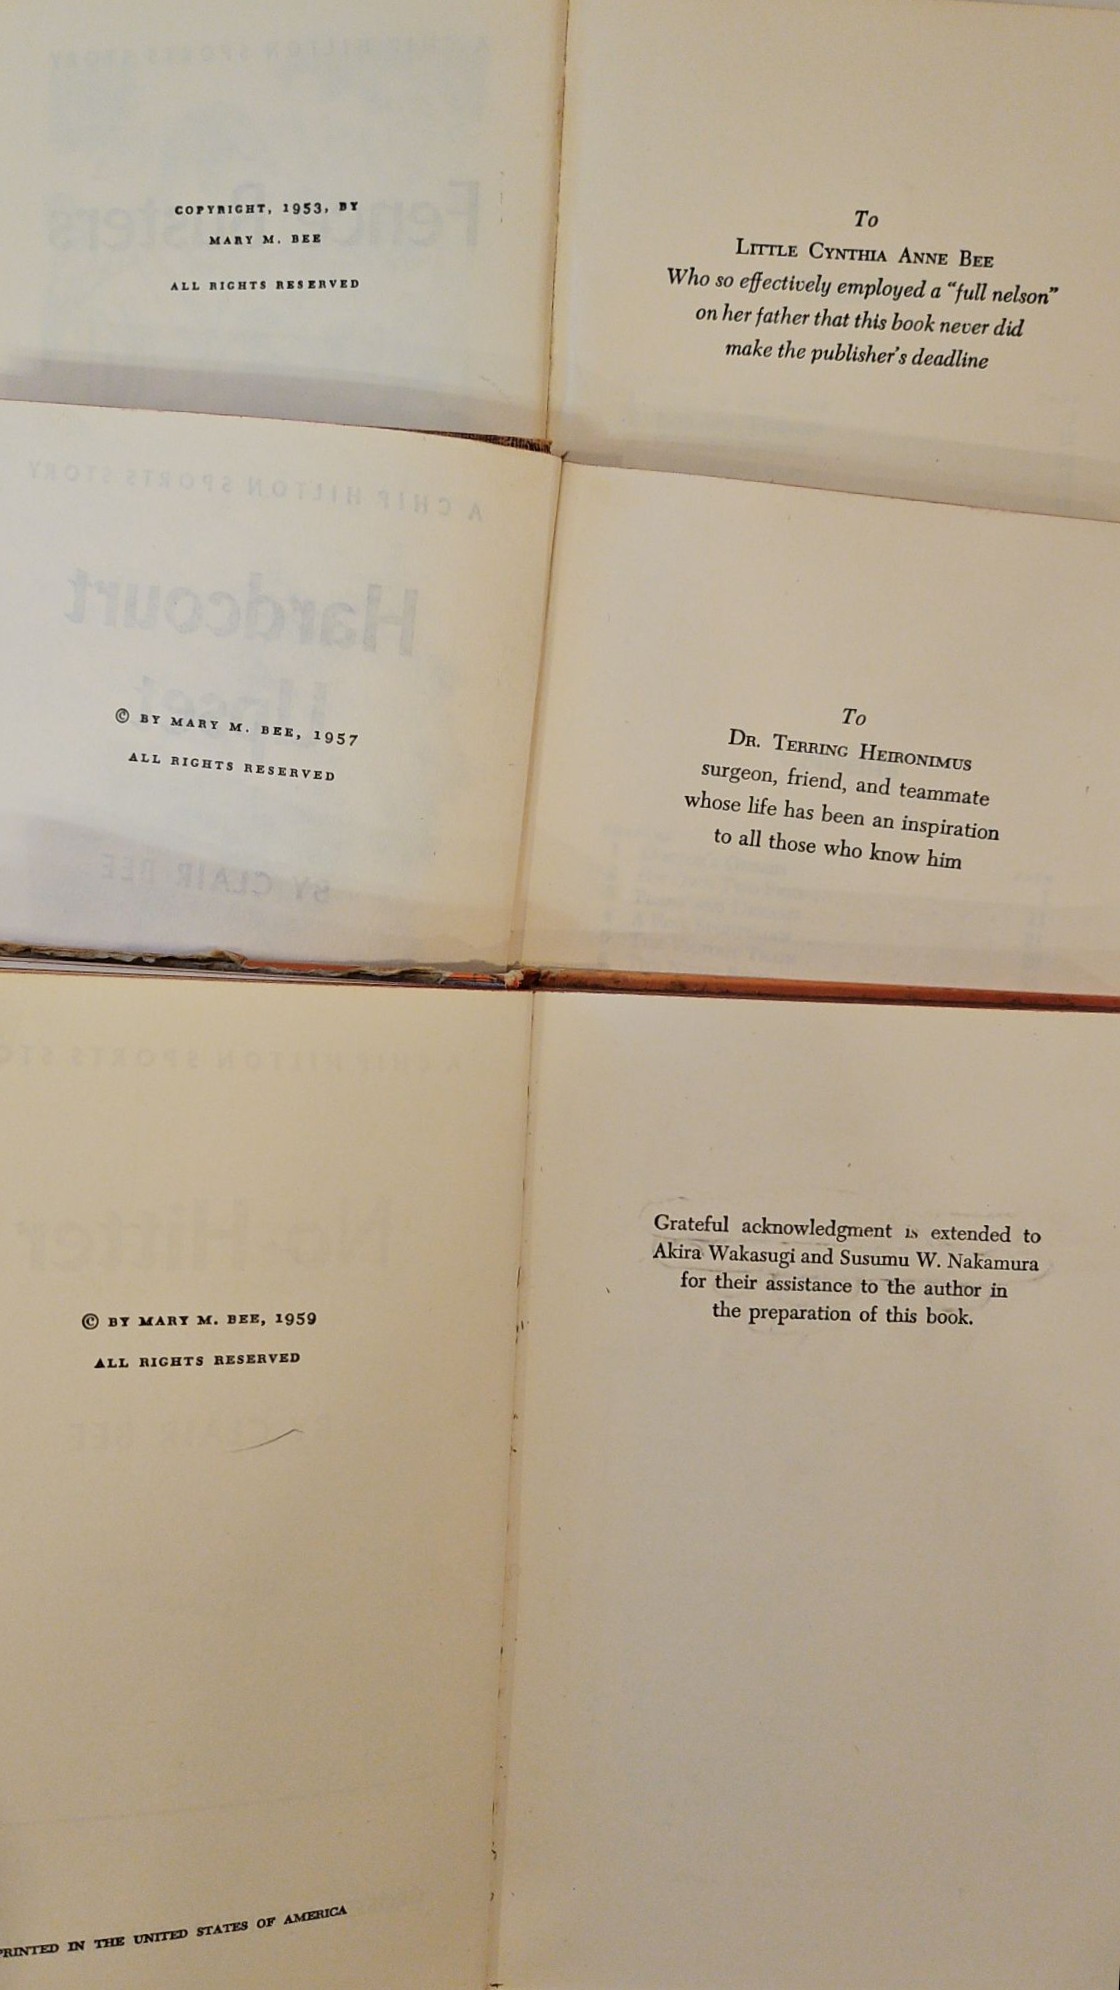 COPYRIGHT, 1953, BY
MARY M. BEE
ALL RIGHTS RESERVED
To
LITTLE CYNTHIA ANNE BEE
Who so effectively employed a “full nelson”
on her father that this book never did
make the publisher’s deadline
A CHIP HILTON SPORTS STORY
Hardcourt
Upset
BY CLAIR BEE
© BY MARY M. BEE, 1957
ALL RIGHTS RESERVED
To
DR. TERRING HEIRONIMUS
surgeon, friend, and teammate
whose life has been an inspiration
to all those who know him
© BY MARY M. BEE, 1959
ALL RIGHTS RESERVED
PRINTED IN THE UNITED STATES OF AMERICA
Grateful acknowledgment is extended to
Akira Wakasugi and Susumu W. Nakamura
for their assistance to the author in
the preparation of this book.